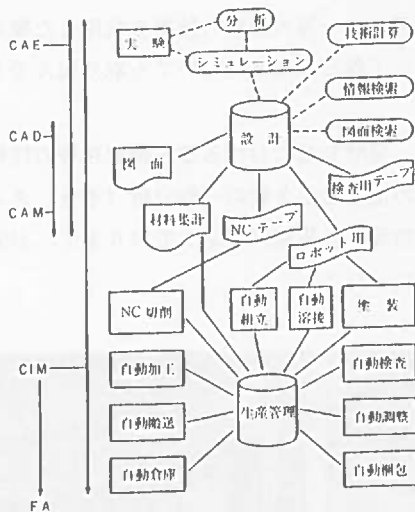 CAE
CAD
CAM
CIM
FA
分析
実験
シミュレーション
技術計算
情報検索
図面検索
設計
図面
検査用テープ
材料集計
NCテープ
ロボット用
NC切削
自動
組立
自動
溶接
塗装
自動加工
自動検査
生産管理
自動搬送
自動調整
自動倉庫
自動梱包